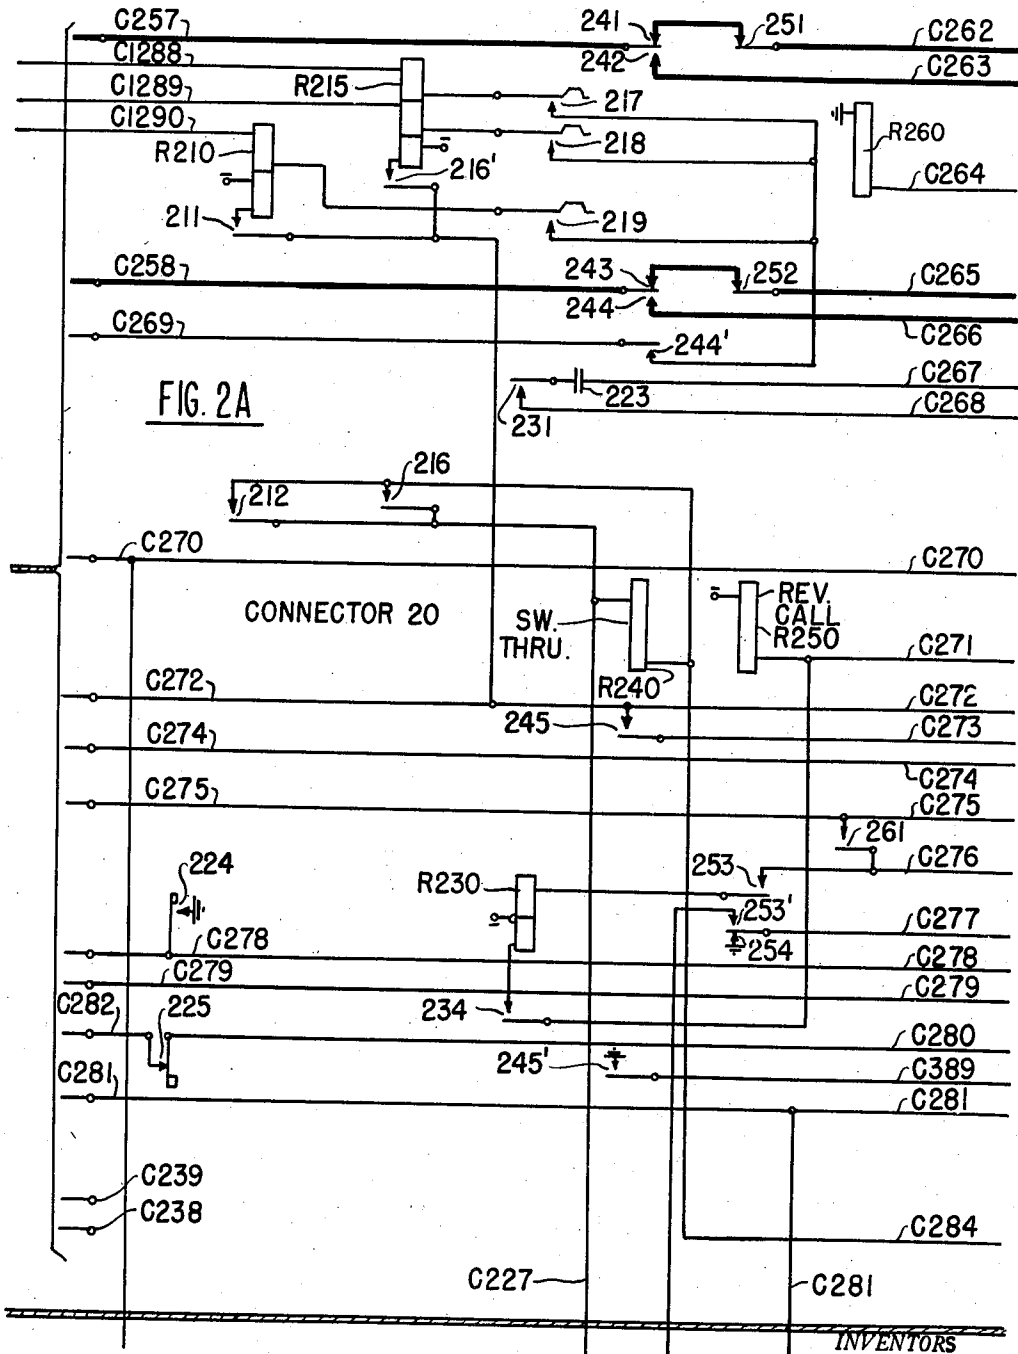 C257
241
251
C262
C1288
242
C263
R215
C1289
217
C1290
R260
R210
218
216'
C264
211
219
C258
243
252
C265
244
C269
C266
244'
C267
FIG. 2A
223
C268
231
216
212
C270
C270
CONNECTOR 20
SW.
THRU.
REV.
CALL
R250
C271
R240
C272
C272
245
C273
C274
C274
C275
C275
261
C276
253
224
R230
253'
C277
C278
254
C278
C279
C279
C282
225
234
C280
245'
C389
C281
C281
C239
C238
C284
C227
C281
INVENTORS